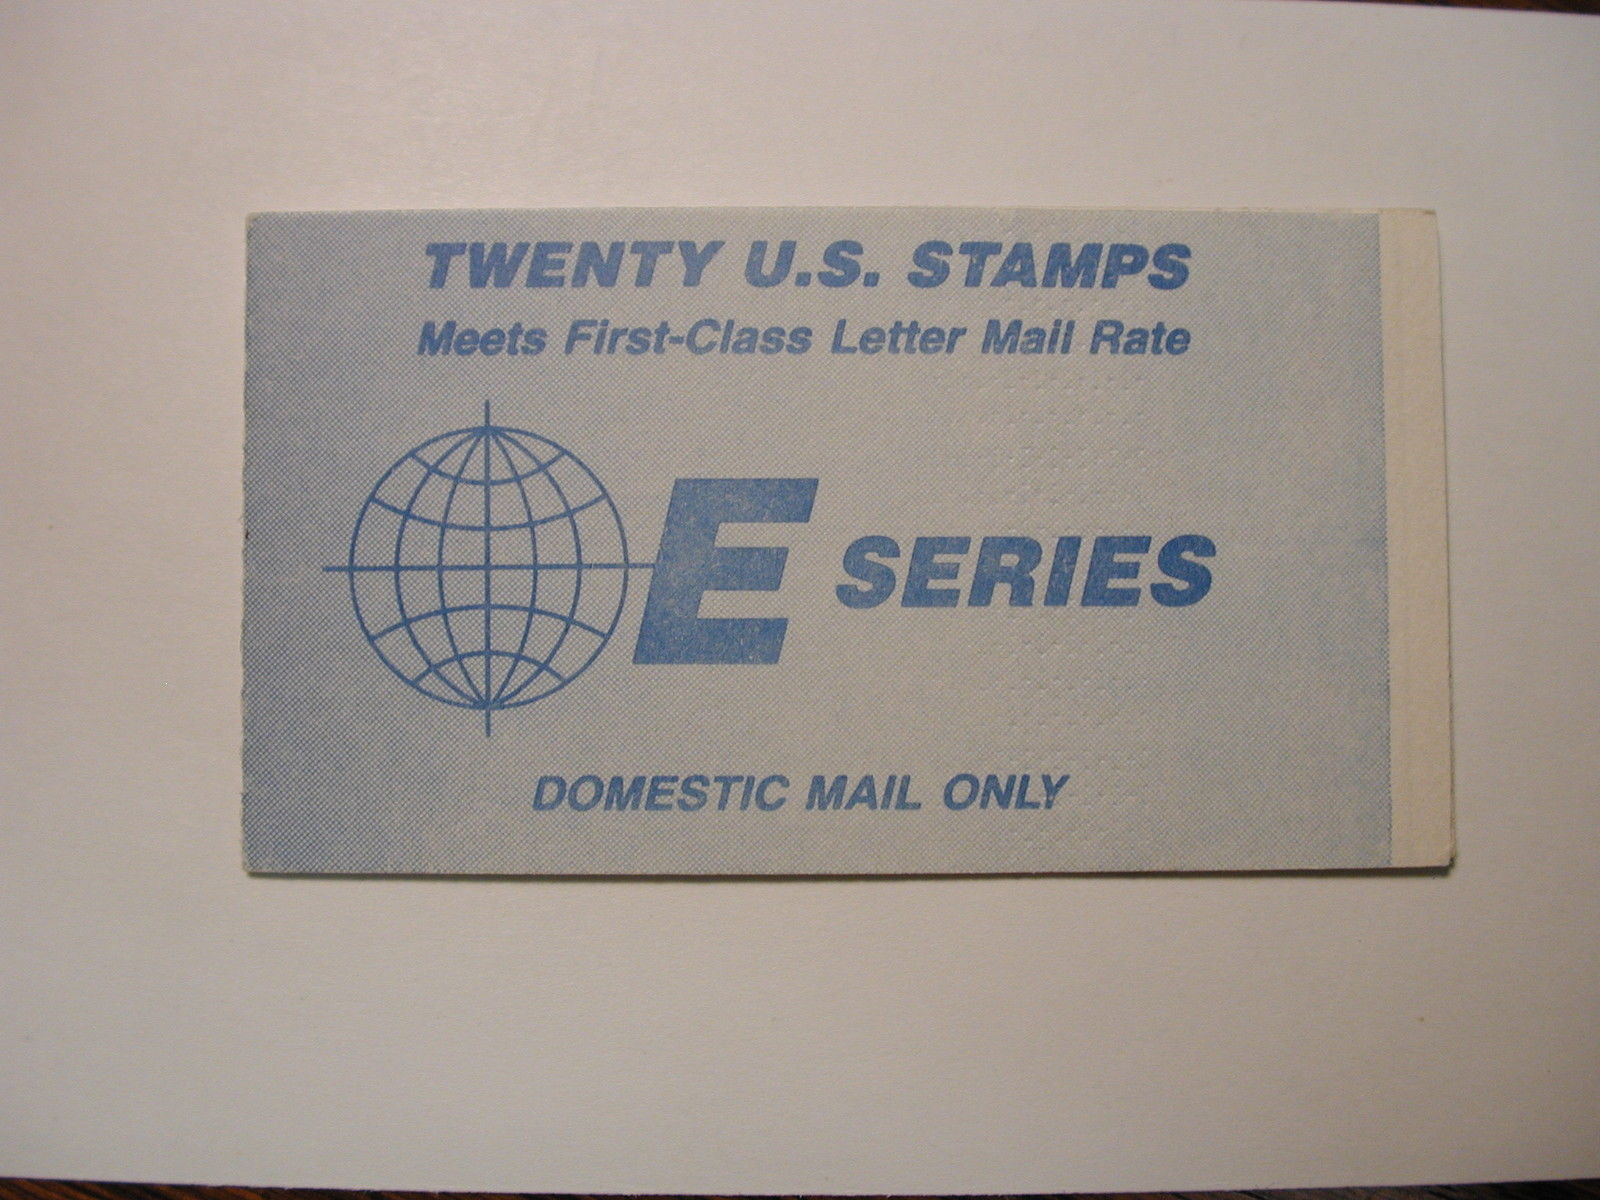 TWENTY U.S. STAMPS
Meets First-Class Letter Mail Rate
E SERIES
DOMESTIC MAIL ONLY